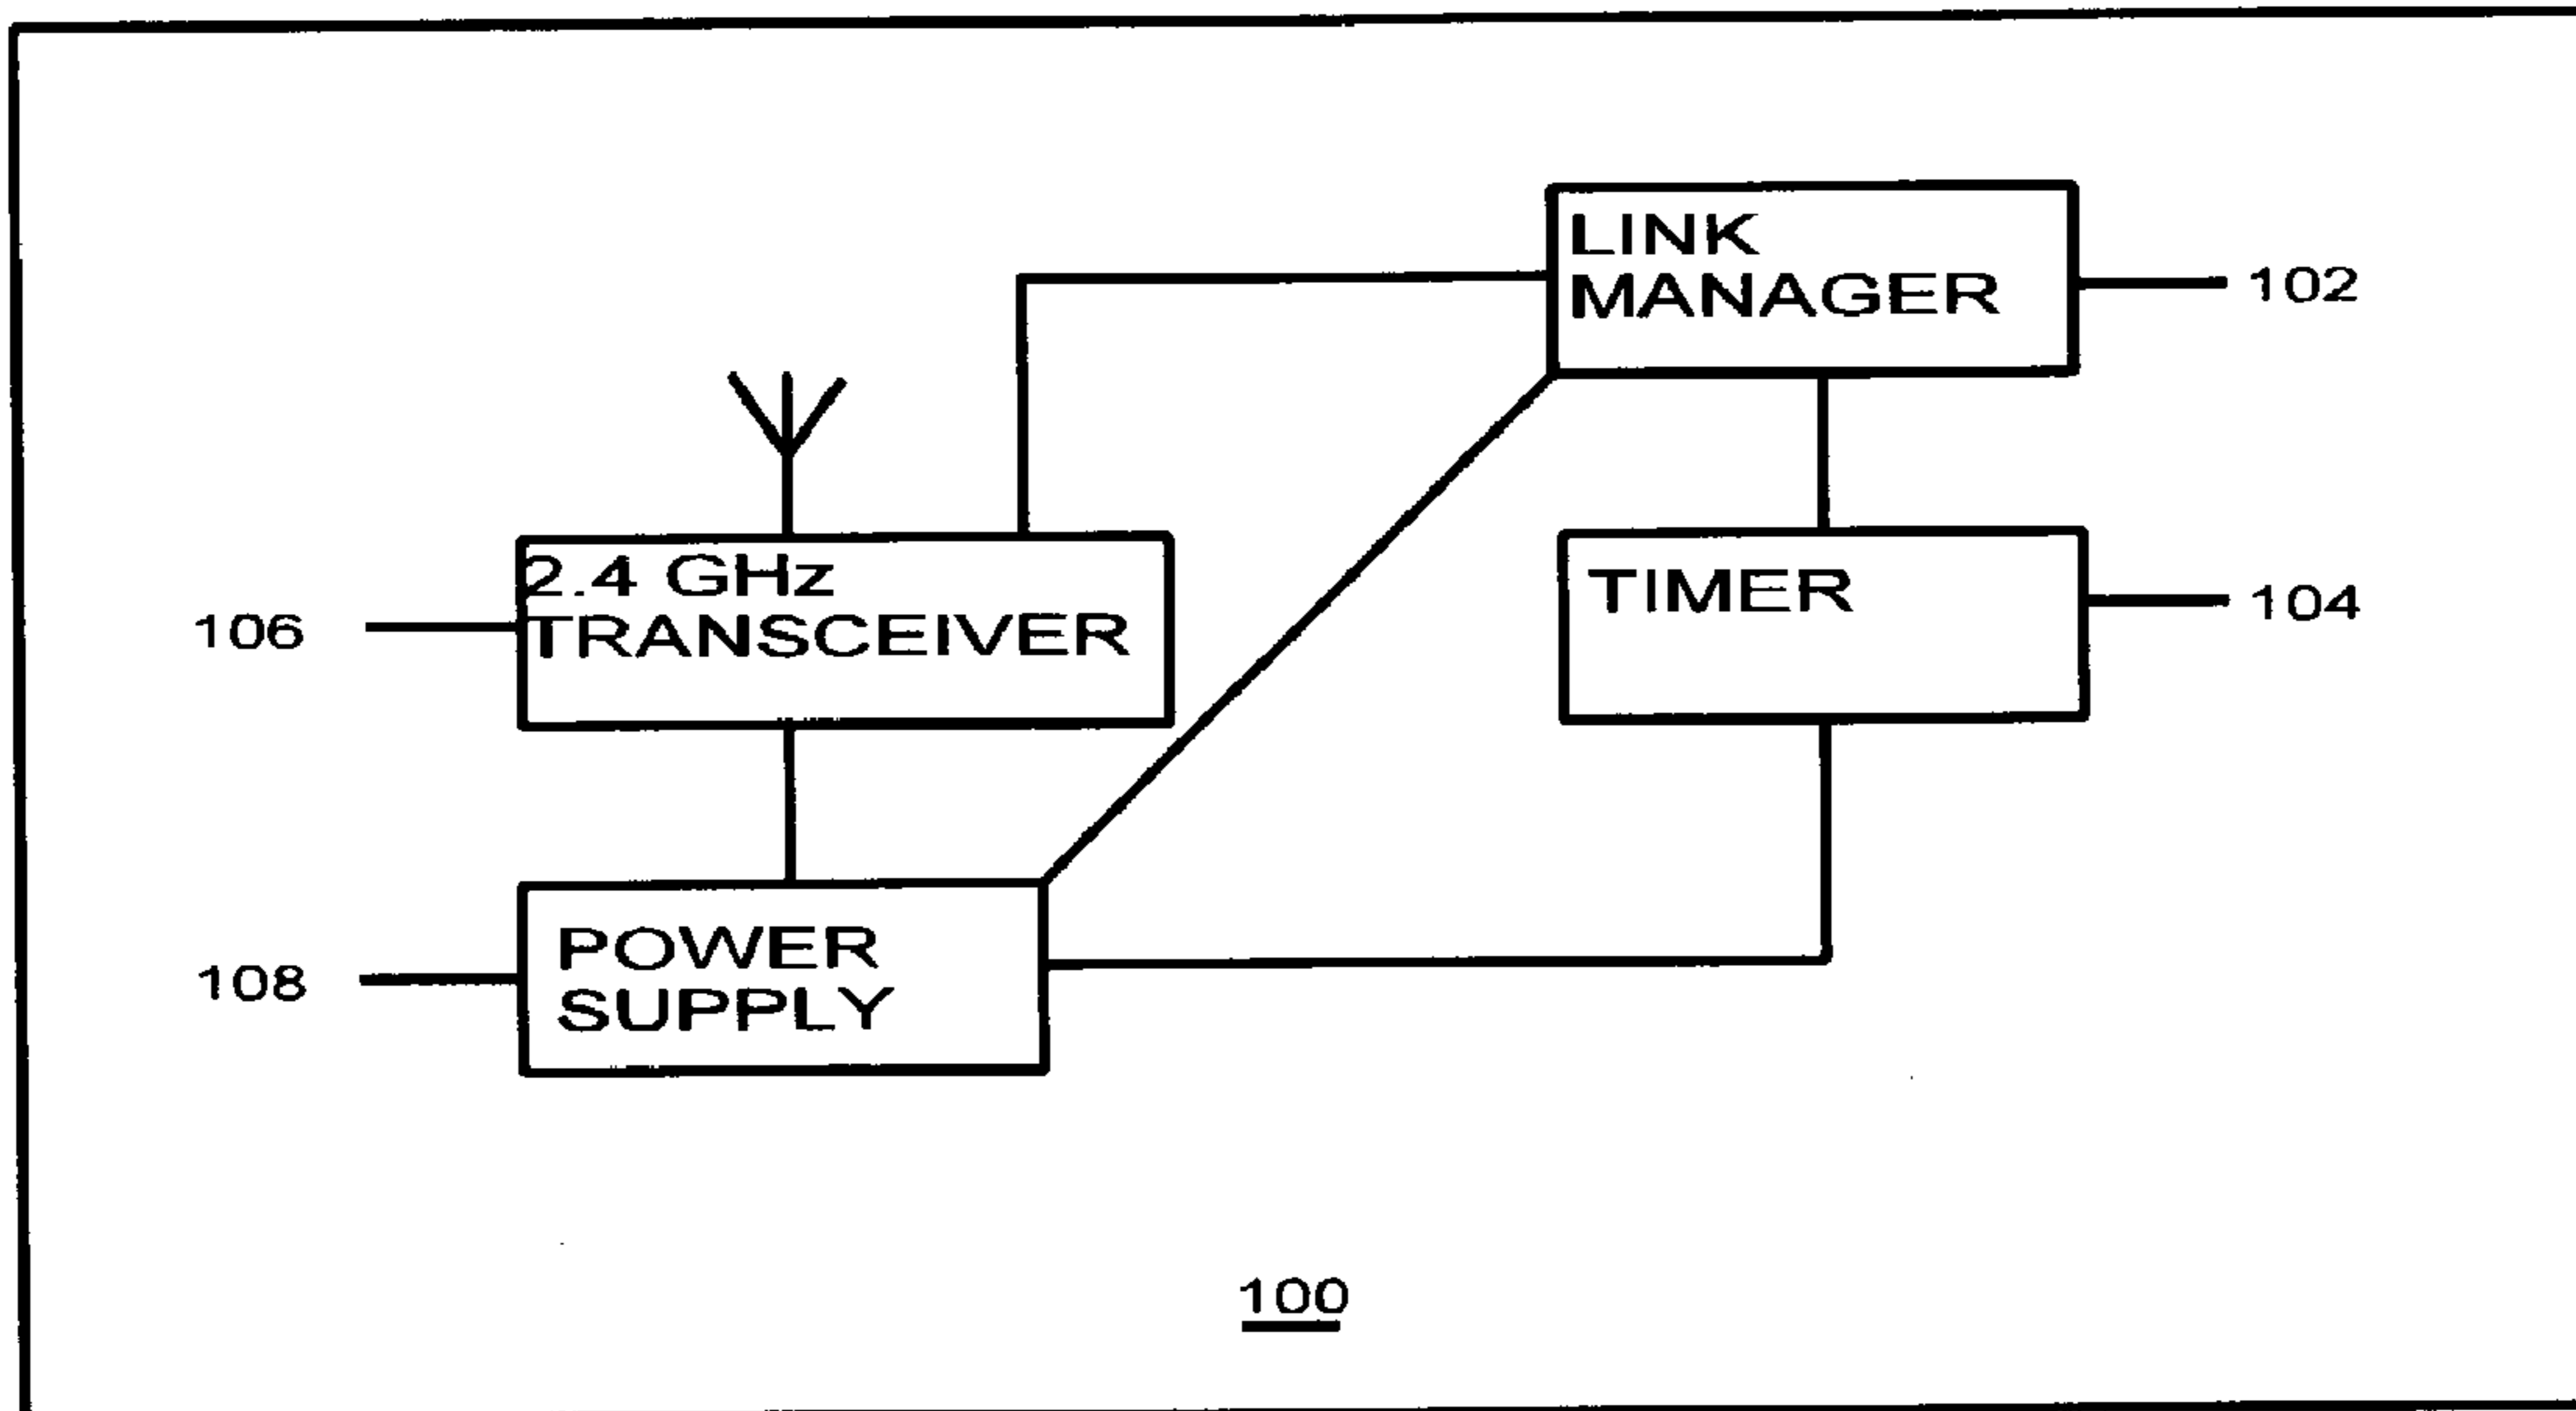 LINK
MANAGER
102
2.4 GHz
TRANSCEIVER
106
TIMER
104
POWER
SUPPLY
108
100